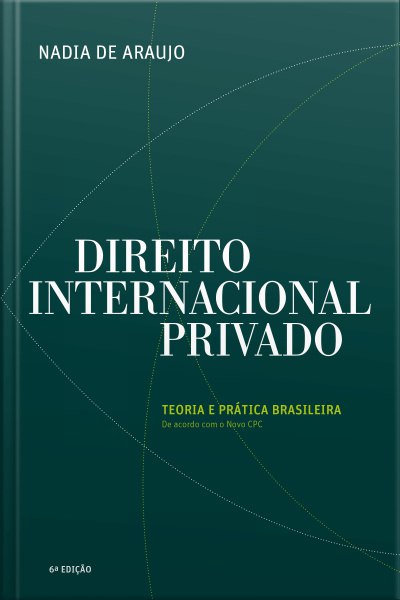 NADIA DE ARAUJO
DIREITO
INTERNACIONAL
PRIVADO
TEORIA E PRÁTICA BRASILEIRA
De acordo com o Novo CPC
6ª EDIÇÃO